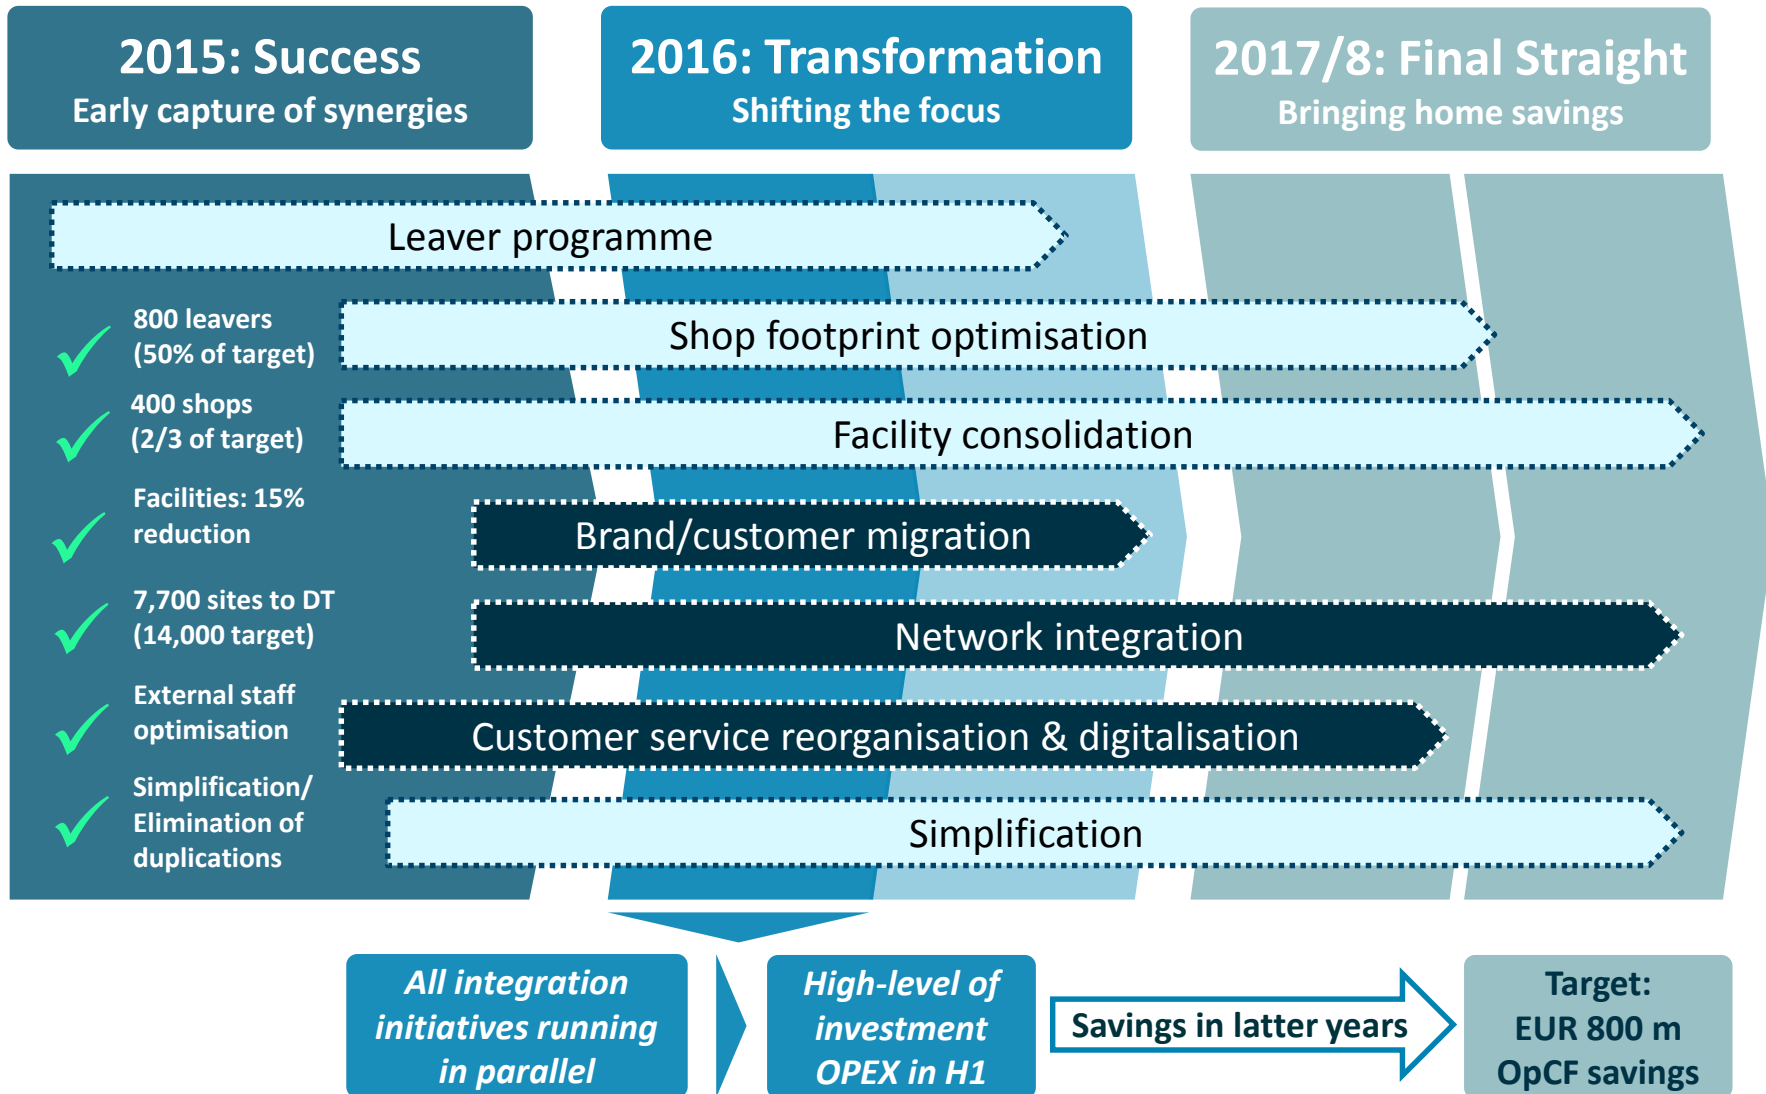 2015: Success
Early capture of synergies
2016: Transformation
Shifting the focus
2017/8: Final Straight
Bringing home savings
Leaver programme
800 leavers
(50% of target)
Shop footprint optimisation
400 shops
(2/3 of target)
Facility consolidation
Facilities: 15%
reduction
Brand/customer migration
7,700 sites to DT
(14,000 target)
Network integration
External staff
optimisation
Customer service reorganisation & digitalisation
Simplification/
Elimination of
duplications
Simplification
All integration
initiatives running
in parallel
High-level of
investment
OPEX in H1
Savings in latter years
Target:
EUR 800 m
OpCF savings